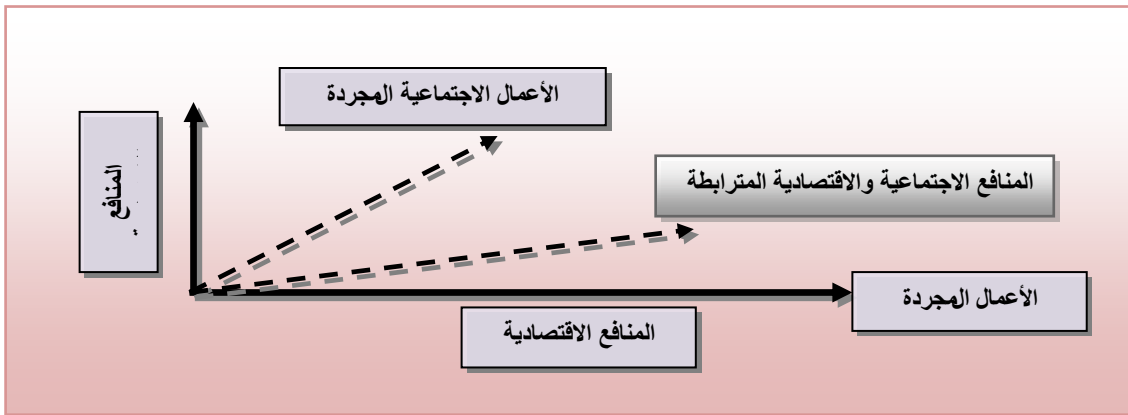 الأعمال الاجتماعية المجردة
المنافع
المنافع الاجتماعية والاقتصادية المترابطة
الأعمال المجردة
المنافع الاقتصادية